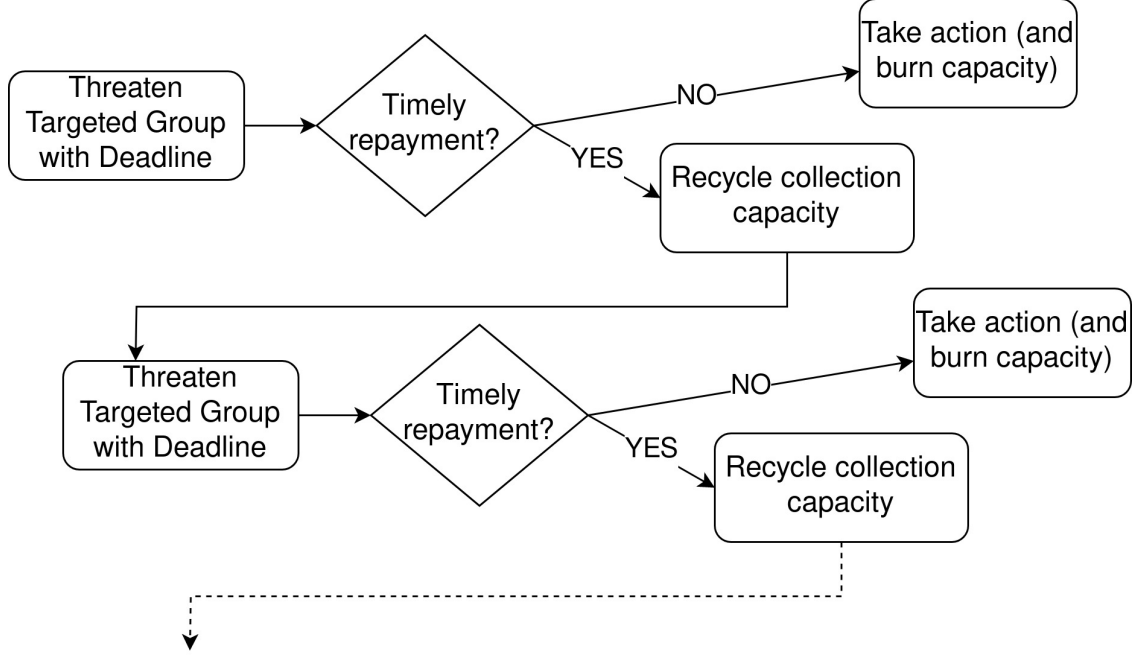 Threaten
Targeted Group
with Deadline
Timely
repayment?
NO
Take action (and
burn capacity)
YES
Recycle collection
capacity
Threaten
Targeted Group
with Deadline
Timely
repayment?
NO
Take action (and
burn capacity)
YES
Recycle collection
capacity